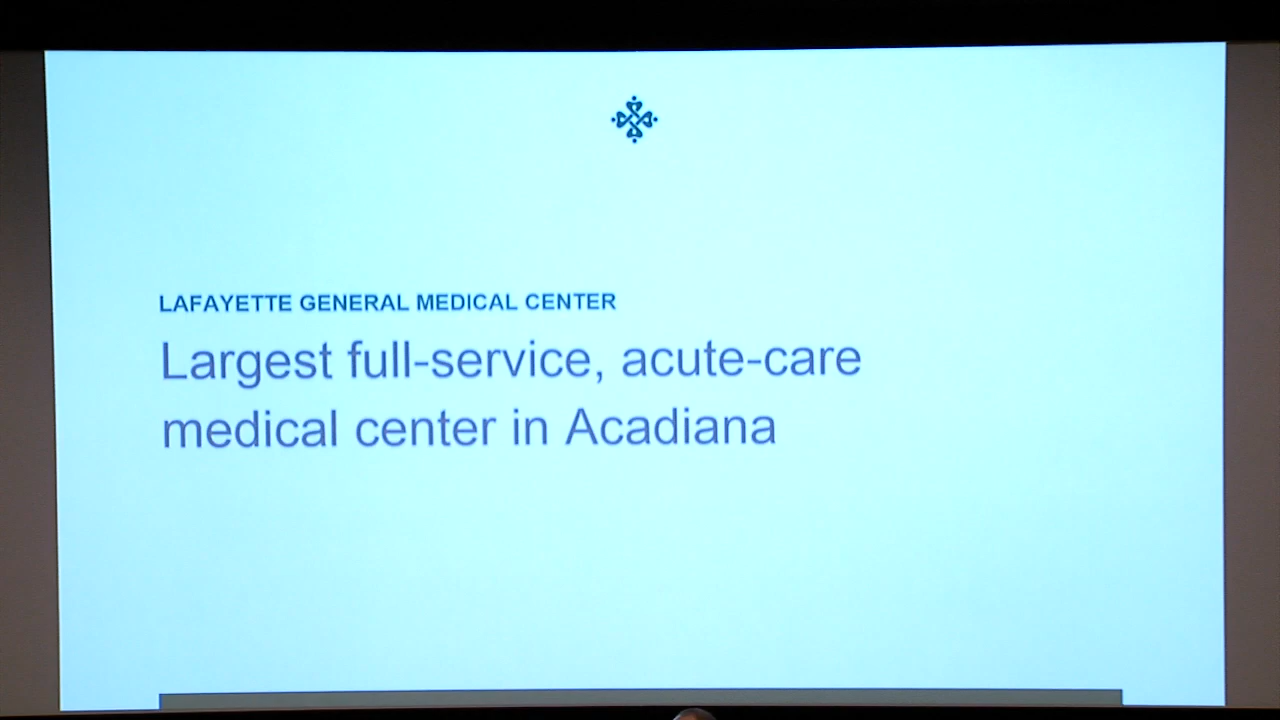 LAFAYETTE GENERAL MEDICAL CENTER
Largest full-service, acute-care
medical center in Acadiana